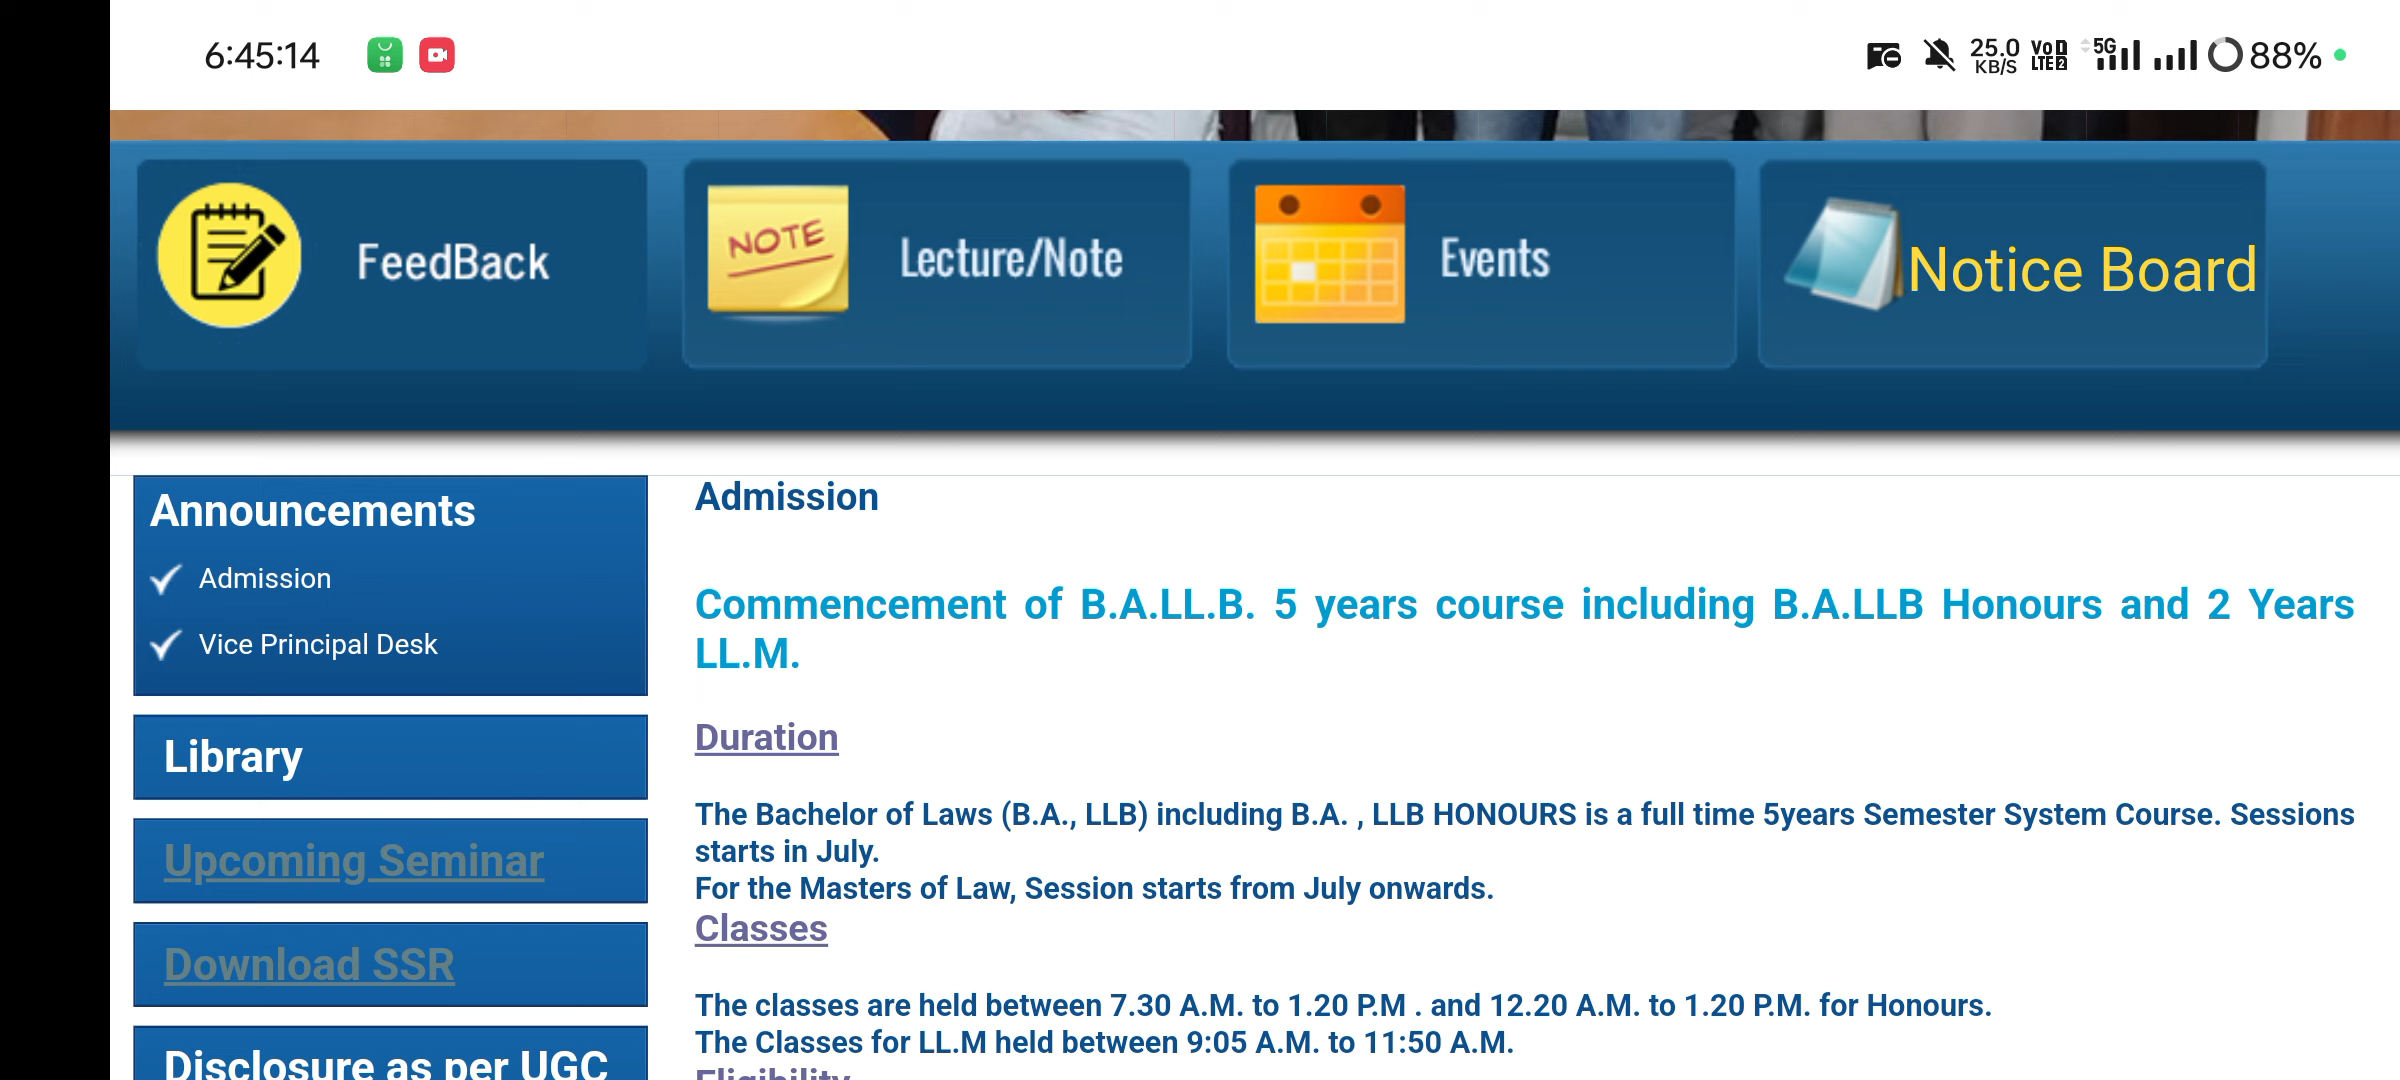 6:45:14
25.0 KB/S VoD LTE2 5G 88%
FeedBack
NOTE
Lecture/Note
Events
Notice Board
Announcements
Admission
Vice Principal Desk
Library
Upcoming Seminar
Download SSR
Disclosure as per UGC
Admission
Commencement of B.A.LL.B. 5 years course including B.A.LLB Honours and 2 Years
LL.M.
Duration
The Bachelor of Laws (B.A., LLB) including B.A. , LLB HONOURS is a full time 5years Semester System Course. Sessions
starts in July.
For the Masters of Law, Session starts from July onwards.
Classes
The classes are held between 7.30 A.M. to 1.20 P.M . and 12.20 A.M. to 1.20 P.M. for Honours.
The Classes for LL.M held between 9:05 A.M. to 11:50 A.M.
Eligibility